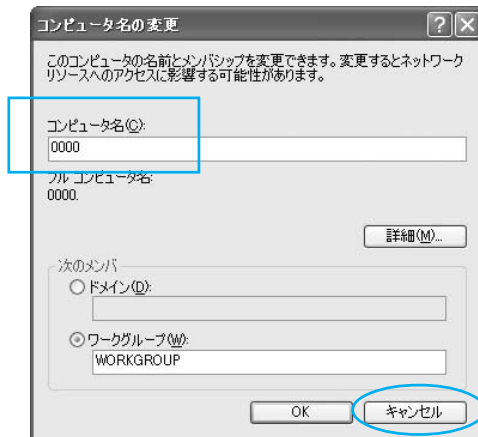 コンピュータ名の変更
このコンピュータの名前とメンバシップを変更できます。変更するとネットワーク
リソースへのアクセスに影響する可能性があります。
コンピュータ名(C):
0000
フル コンピュータ名:
0000.
詳細(M)...
次のメンバ
ドメイン(D):
ワークグループ(W):
WORKGROUP
OK
キャンセル